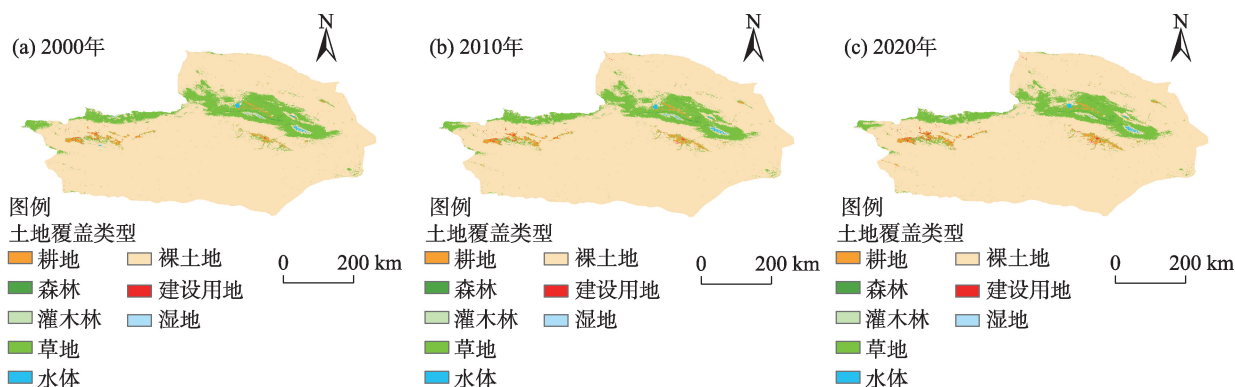 (a) 2000年
N
图例
土地覆盖类型
耕地
裸土地
森林
建设用地
灌木林
湿地
草地
水体
0 200 km
(b) 2010年
N
图例
土地覆盖类型
耕地
裸土地
森林
建设用地
灌木林
湿地
草地
水体
0 200 km
(c) 2020年
N
图例
土地覆盖类型
耕地
裸土地
森林
建设用地
灌木林
湿地
草地
水体
0 200 km